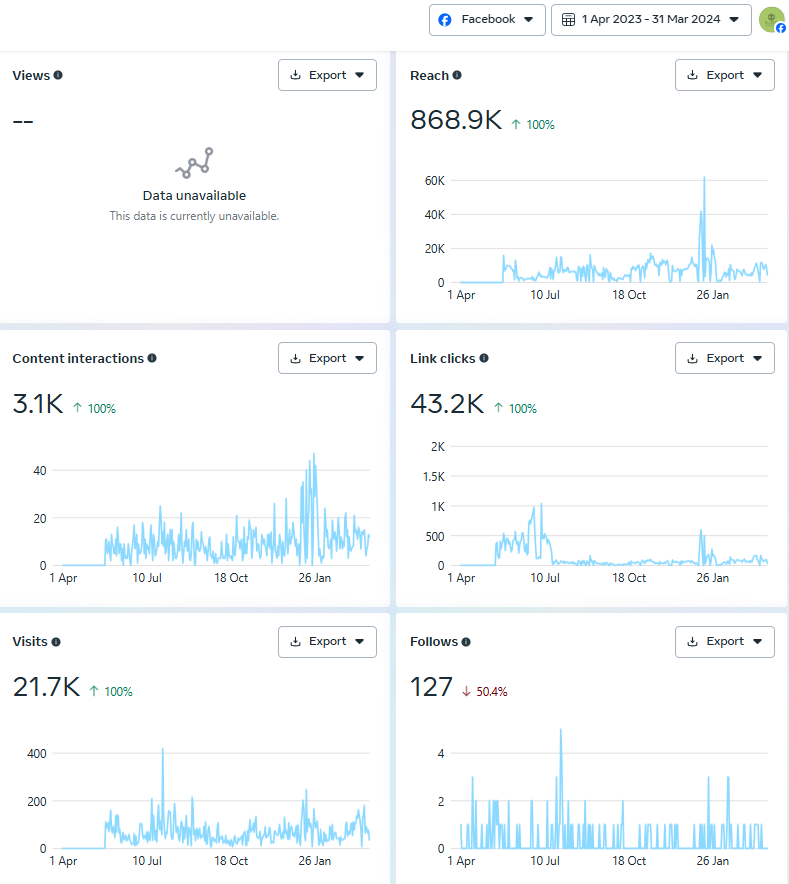 Facebook
1 Apr 2023 - 31 Mar 2024
Views
Export
--
Data unavailable
This data is currently unavailable.
Reach
Export
868.9K ↑ 100%
60K
40K
20K
0
1 Apr 10 Jul 18 Oct 26 Jan
Content interactions
Export
3.1K ↑ 100%
40
20
0
1 Apr 10 Jul 18 Oct 26 Jan
Link clicks
Export
43.2K ↑ 100%
2K
1.5K
1K
500
0
1 Apr 10 Jul 18 Oct 26 Jan
Visits
Export
21.7K ↑ 100%
400
200
0
1 Apr 10 Jul 18 Oct 26 Jan
Follows
Export
127 ↓ 50.4%
4
2
0
1 Apr 10 Jul 18 Oct 26 Jan